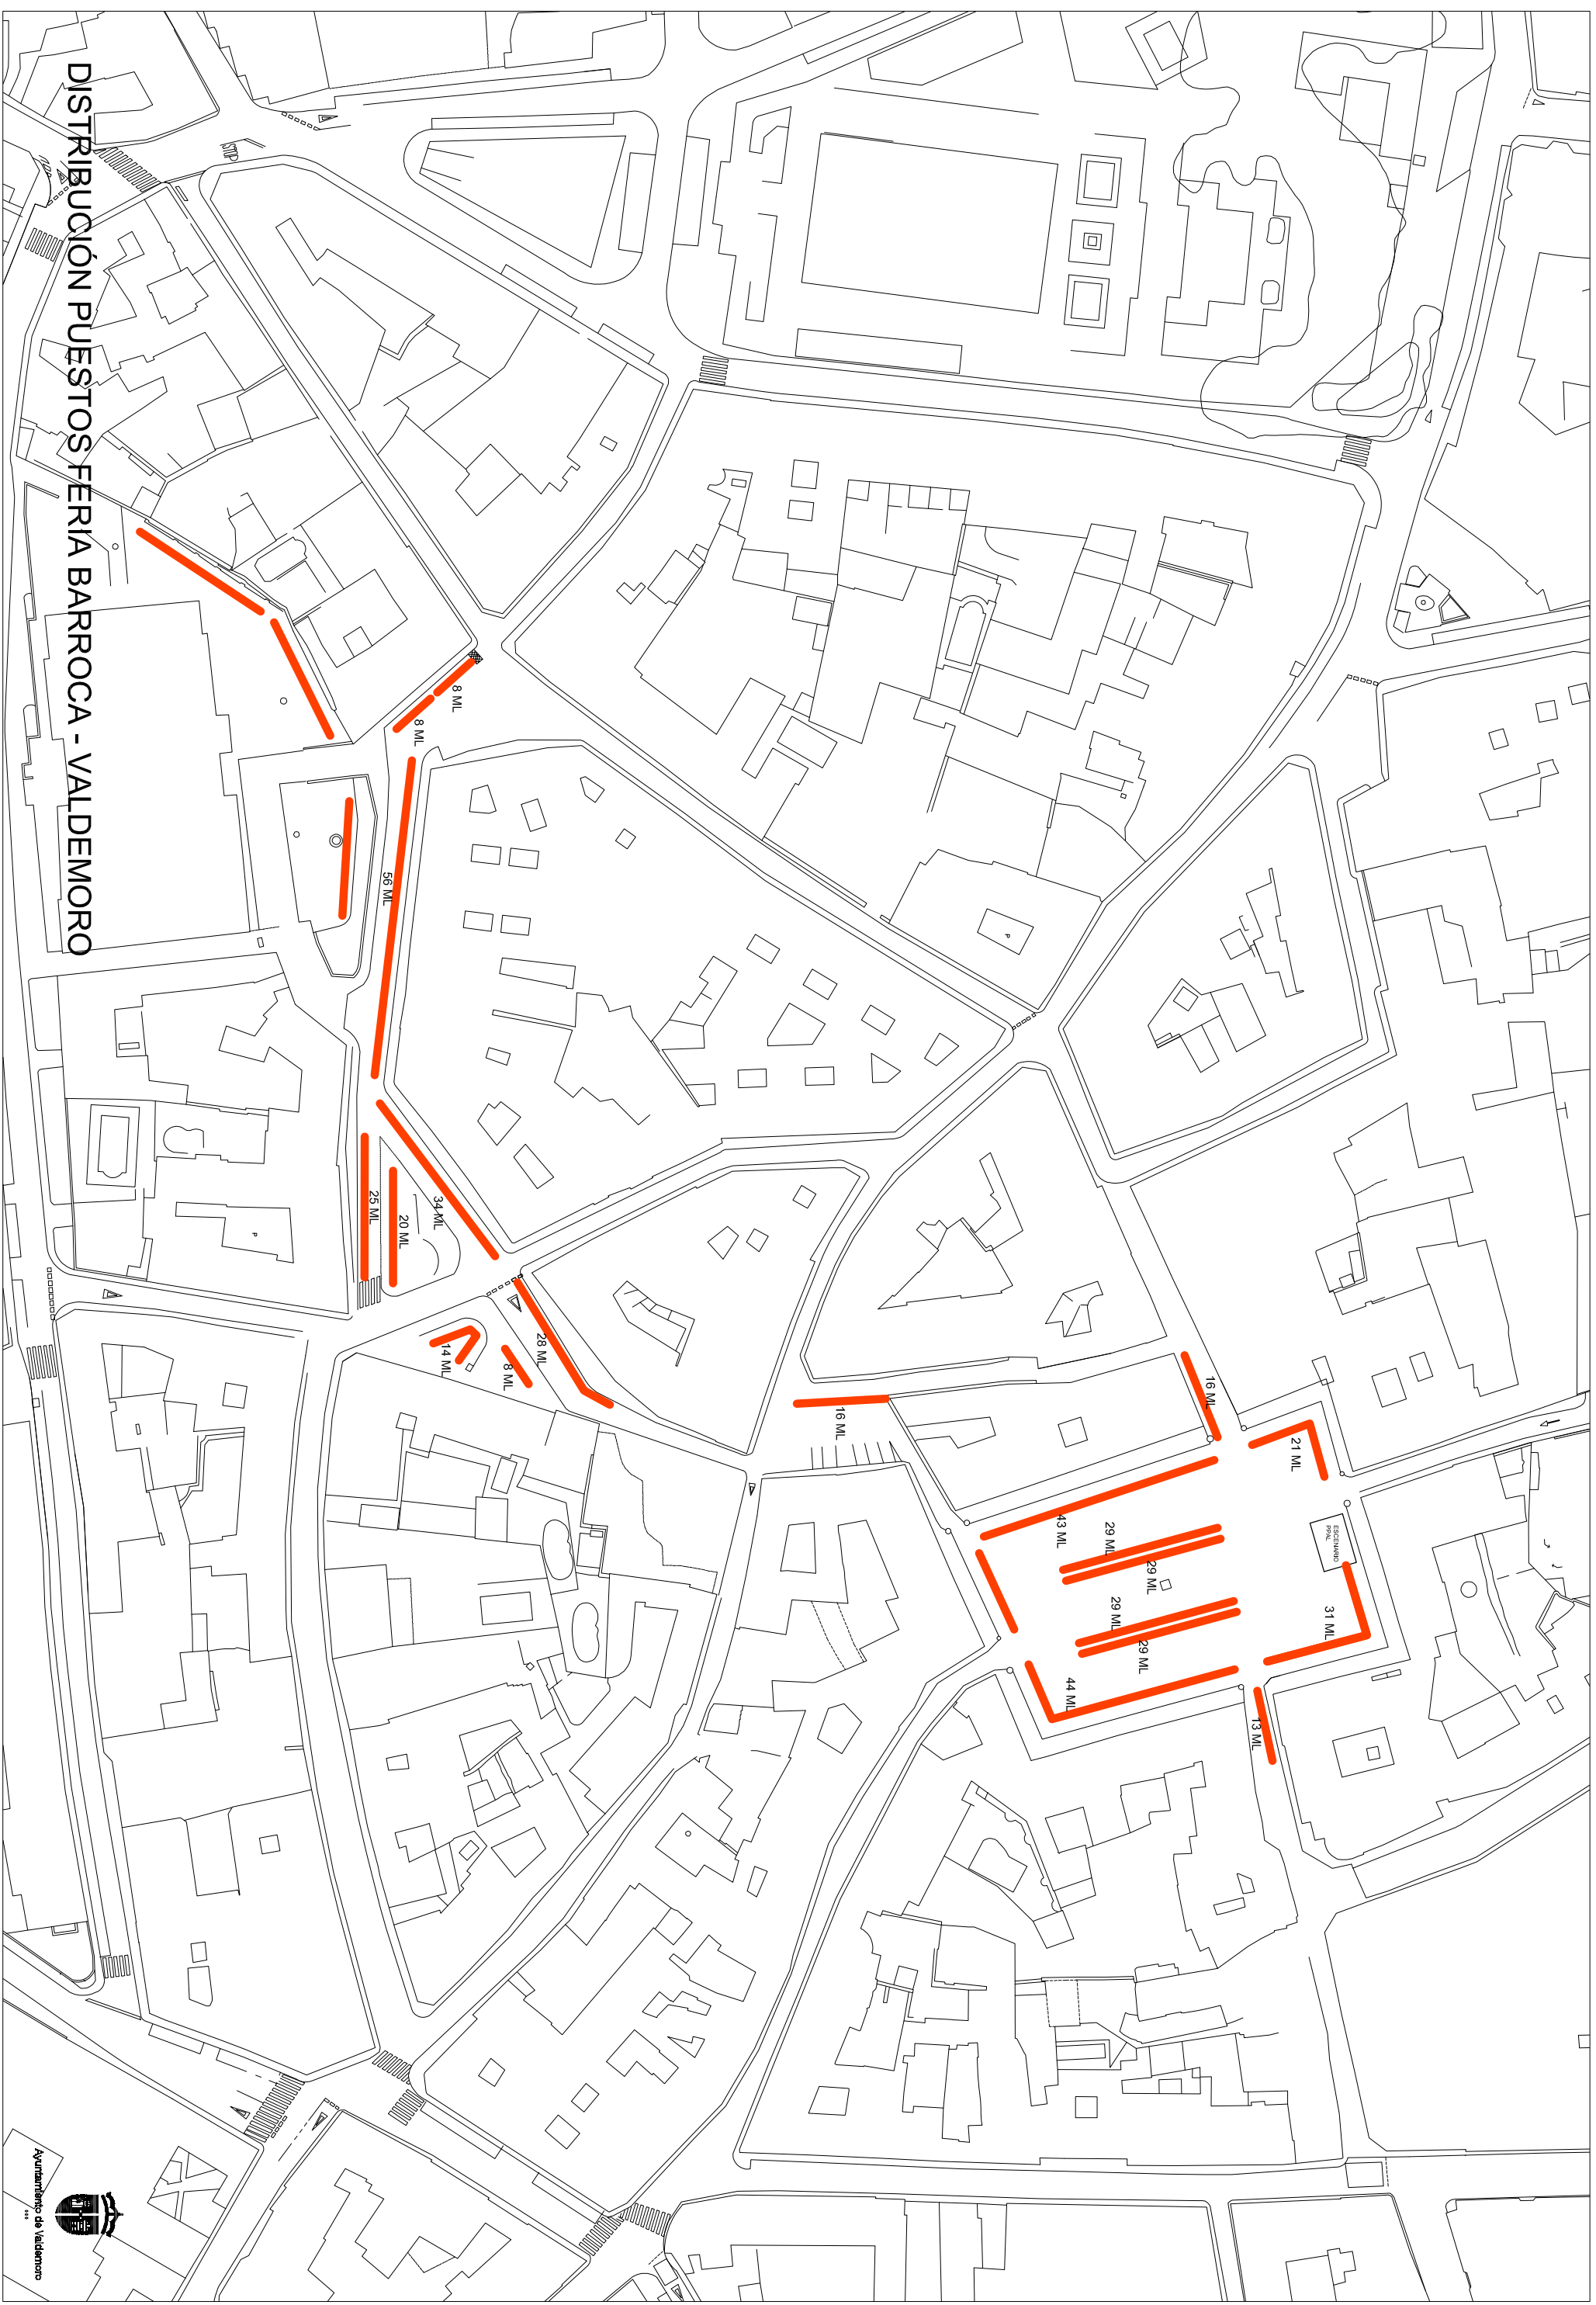 DISTRIBUCIÓN PUESTOS FERIA BARROCA - VALDEMORO
STOP
8 ML
8 ML
56 ML
34 ML
20 ML
25 ML
28 ML
8 ML
14 ML
16 ML
16 ML
21 ML
ESCENARIO
PPAL
43 ML
29 ML
29 ML
29 ML
29 ML
31 ML
44 ML
13 ML
P
P
Ayuntamiento de Valdemoro